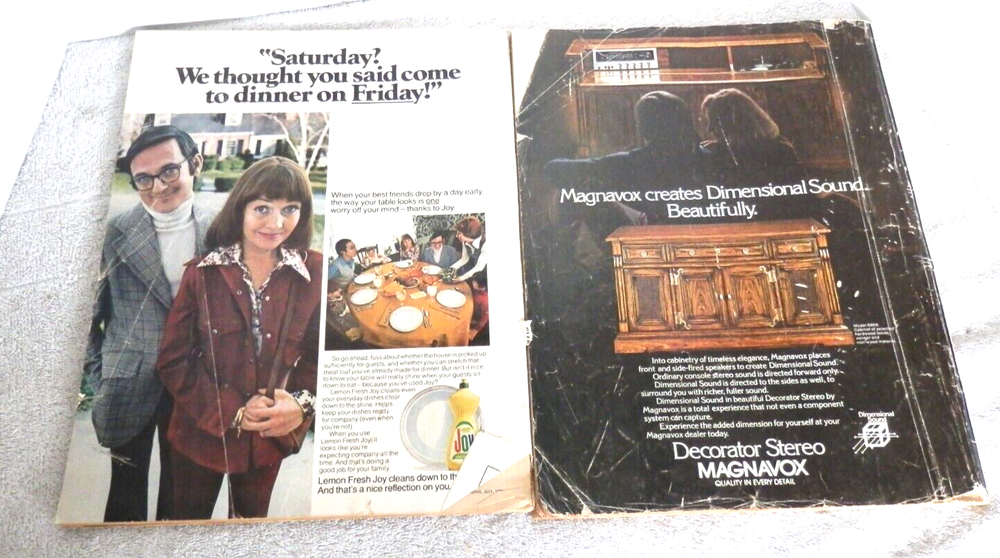 “Saturday?
We thought you said come
to dinner on Friday!”
When your best friends drop by a day early,
the way your table looks is one
worry off your mind—thanks to Joy
So go ahead, fuss about whether the house is picked up
sufficiently for guests, and whether you can stretch that
meal that you've already made for dinner. But isn't it nice
to know your table will really shine when your guests sit
down to eat—because you've used Joy?
Lemon Fresh Joy cleans even
your everyday dishes clear
down to the shine. Helps
keep your dishes ready
for company (even when
you're not).
When you use
Lemon Fresh Joy, it
looks like you're
expecting company all the
time. And that's doing a
good job for your family.
Joy
Lemon Fresh Joy cleans down to th
And that's a nice reflection on you.
Magnavox creates Dimensional Sound.
Beautifully.
Into cabinetry of timeless elegance, Magnavox places
front and side-fired speakers to create Dimensional Sound.
Ordinary console stereo sound is directed forward only.
Dimensional Sound is directed to the sides as well, to
surround you with richer, fuller sound.
Dimensional Sound in beautiful Decorator Stereo by
Magnavox is a total experience that not even a component
system can capture.
Experience the added dimension for yourself at your
Magnavox dealer today.
Decorator Stereo
MAGNAVOX
QUALITY IN EVERY DETAIL
Dimensional
Sound